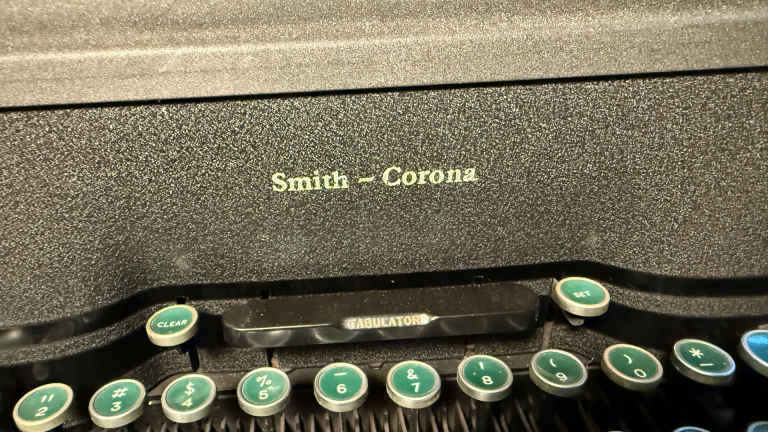 Smith - Corona
CLEAR
TABULATOR
SET
" 2
# 3
$ 4
% 5
— 6
& 7
' 8
( 9
) 0
* -